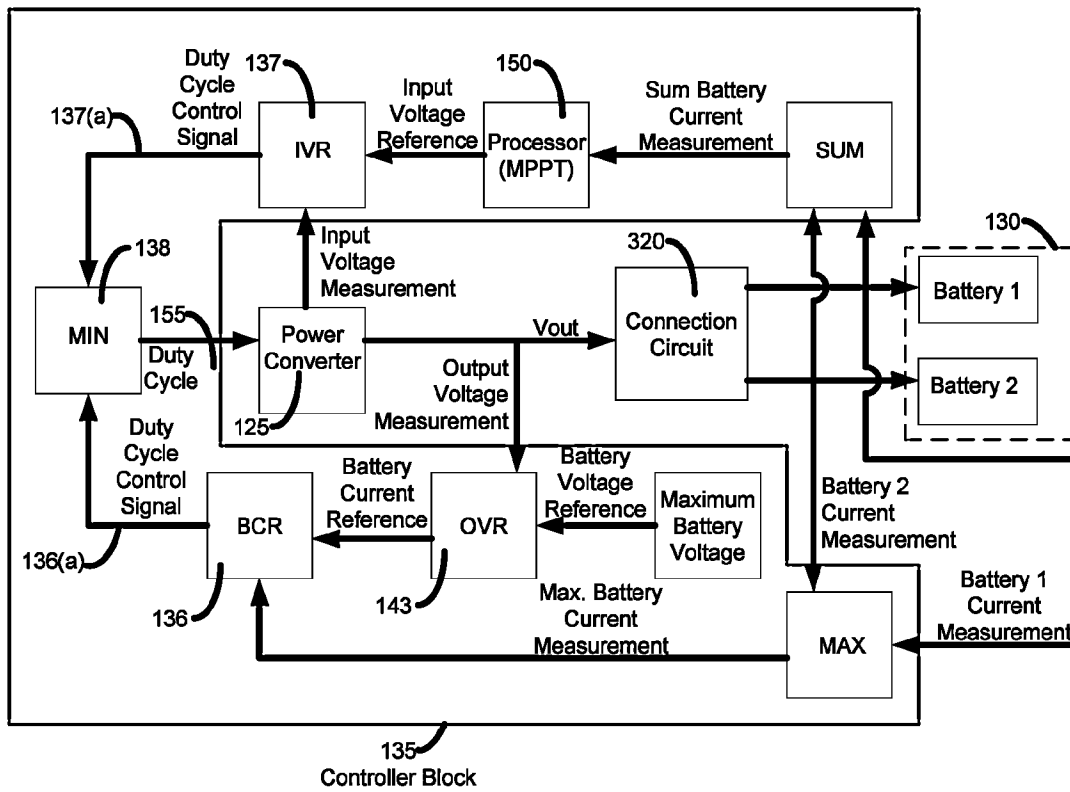 Duty
Cycle
Control
Signal
137
137(a)
IVR
Input
Voltage
Reference
150
Processor
(MPPT)
Sum Battery
Current
Measurement
SUM
138
MIN
155
Duty
Cycle
Input
Voltage
Measurement
Power
Converter
125
Vout
Output
Voltage
Measurement
320
Connection
Circuit
130
Battery 1
Battery 2
Duty
Cycle
Control
Signal
136(a)
BCR
136
Battery
Current
Reference
OVR
143
Battery
Voltage
Reference
Maximum
Battery
Voltage
Max. Battery
Current
Measurement
Battery 2
Current
Measurement
MAX
Battery 1
Current
Measurement
135
Controller Block